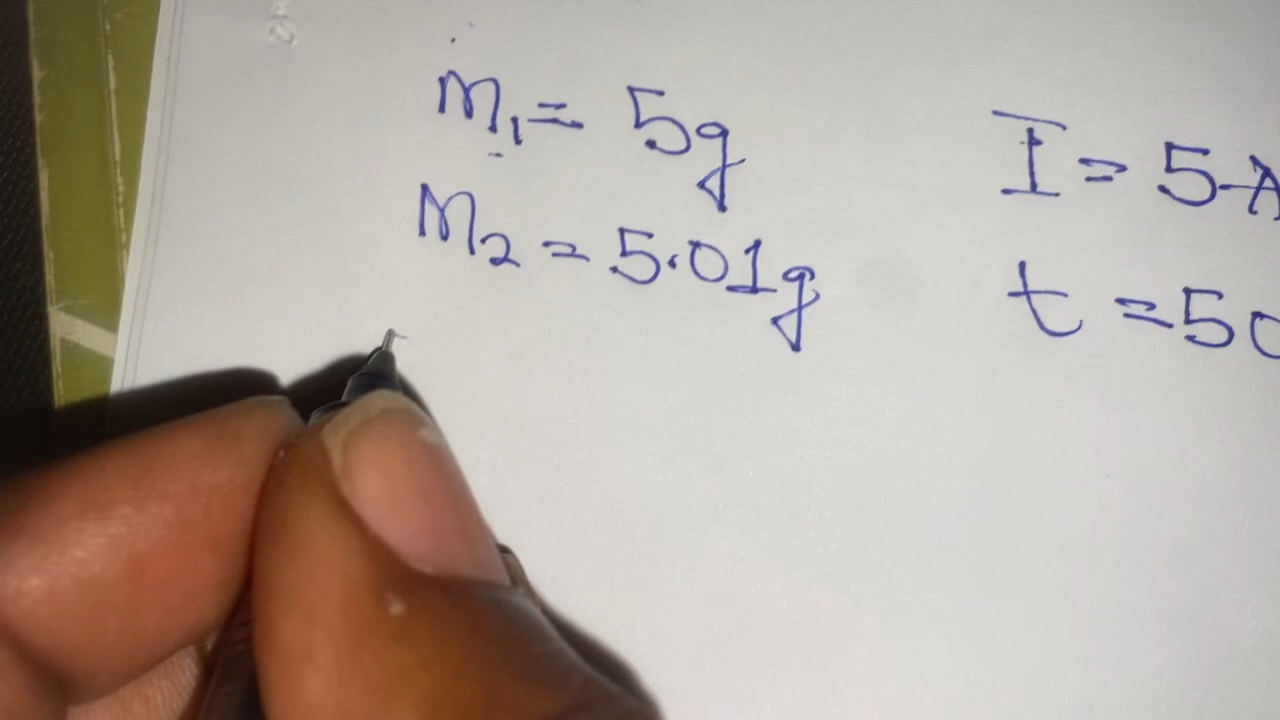 m₁ = 5g
m₂ = 5.01g
I = 5A
t = 50